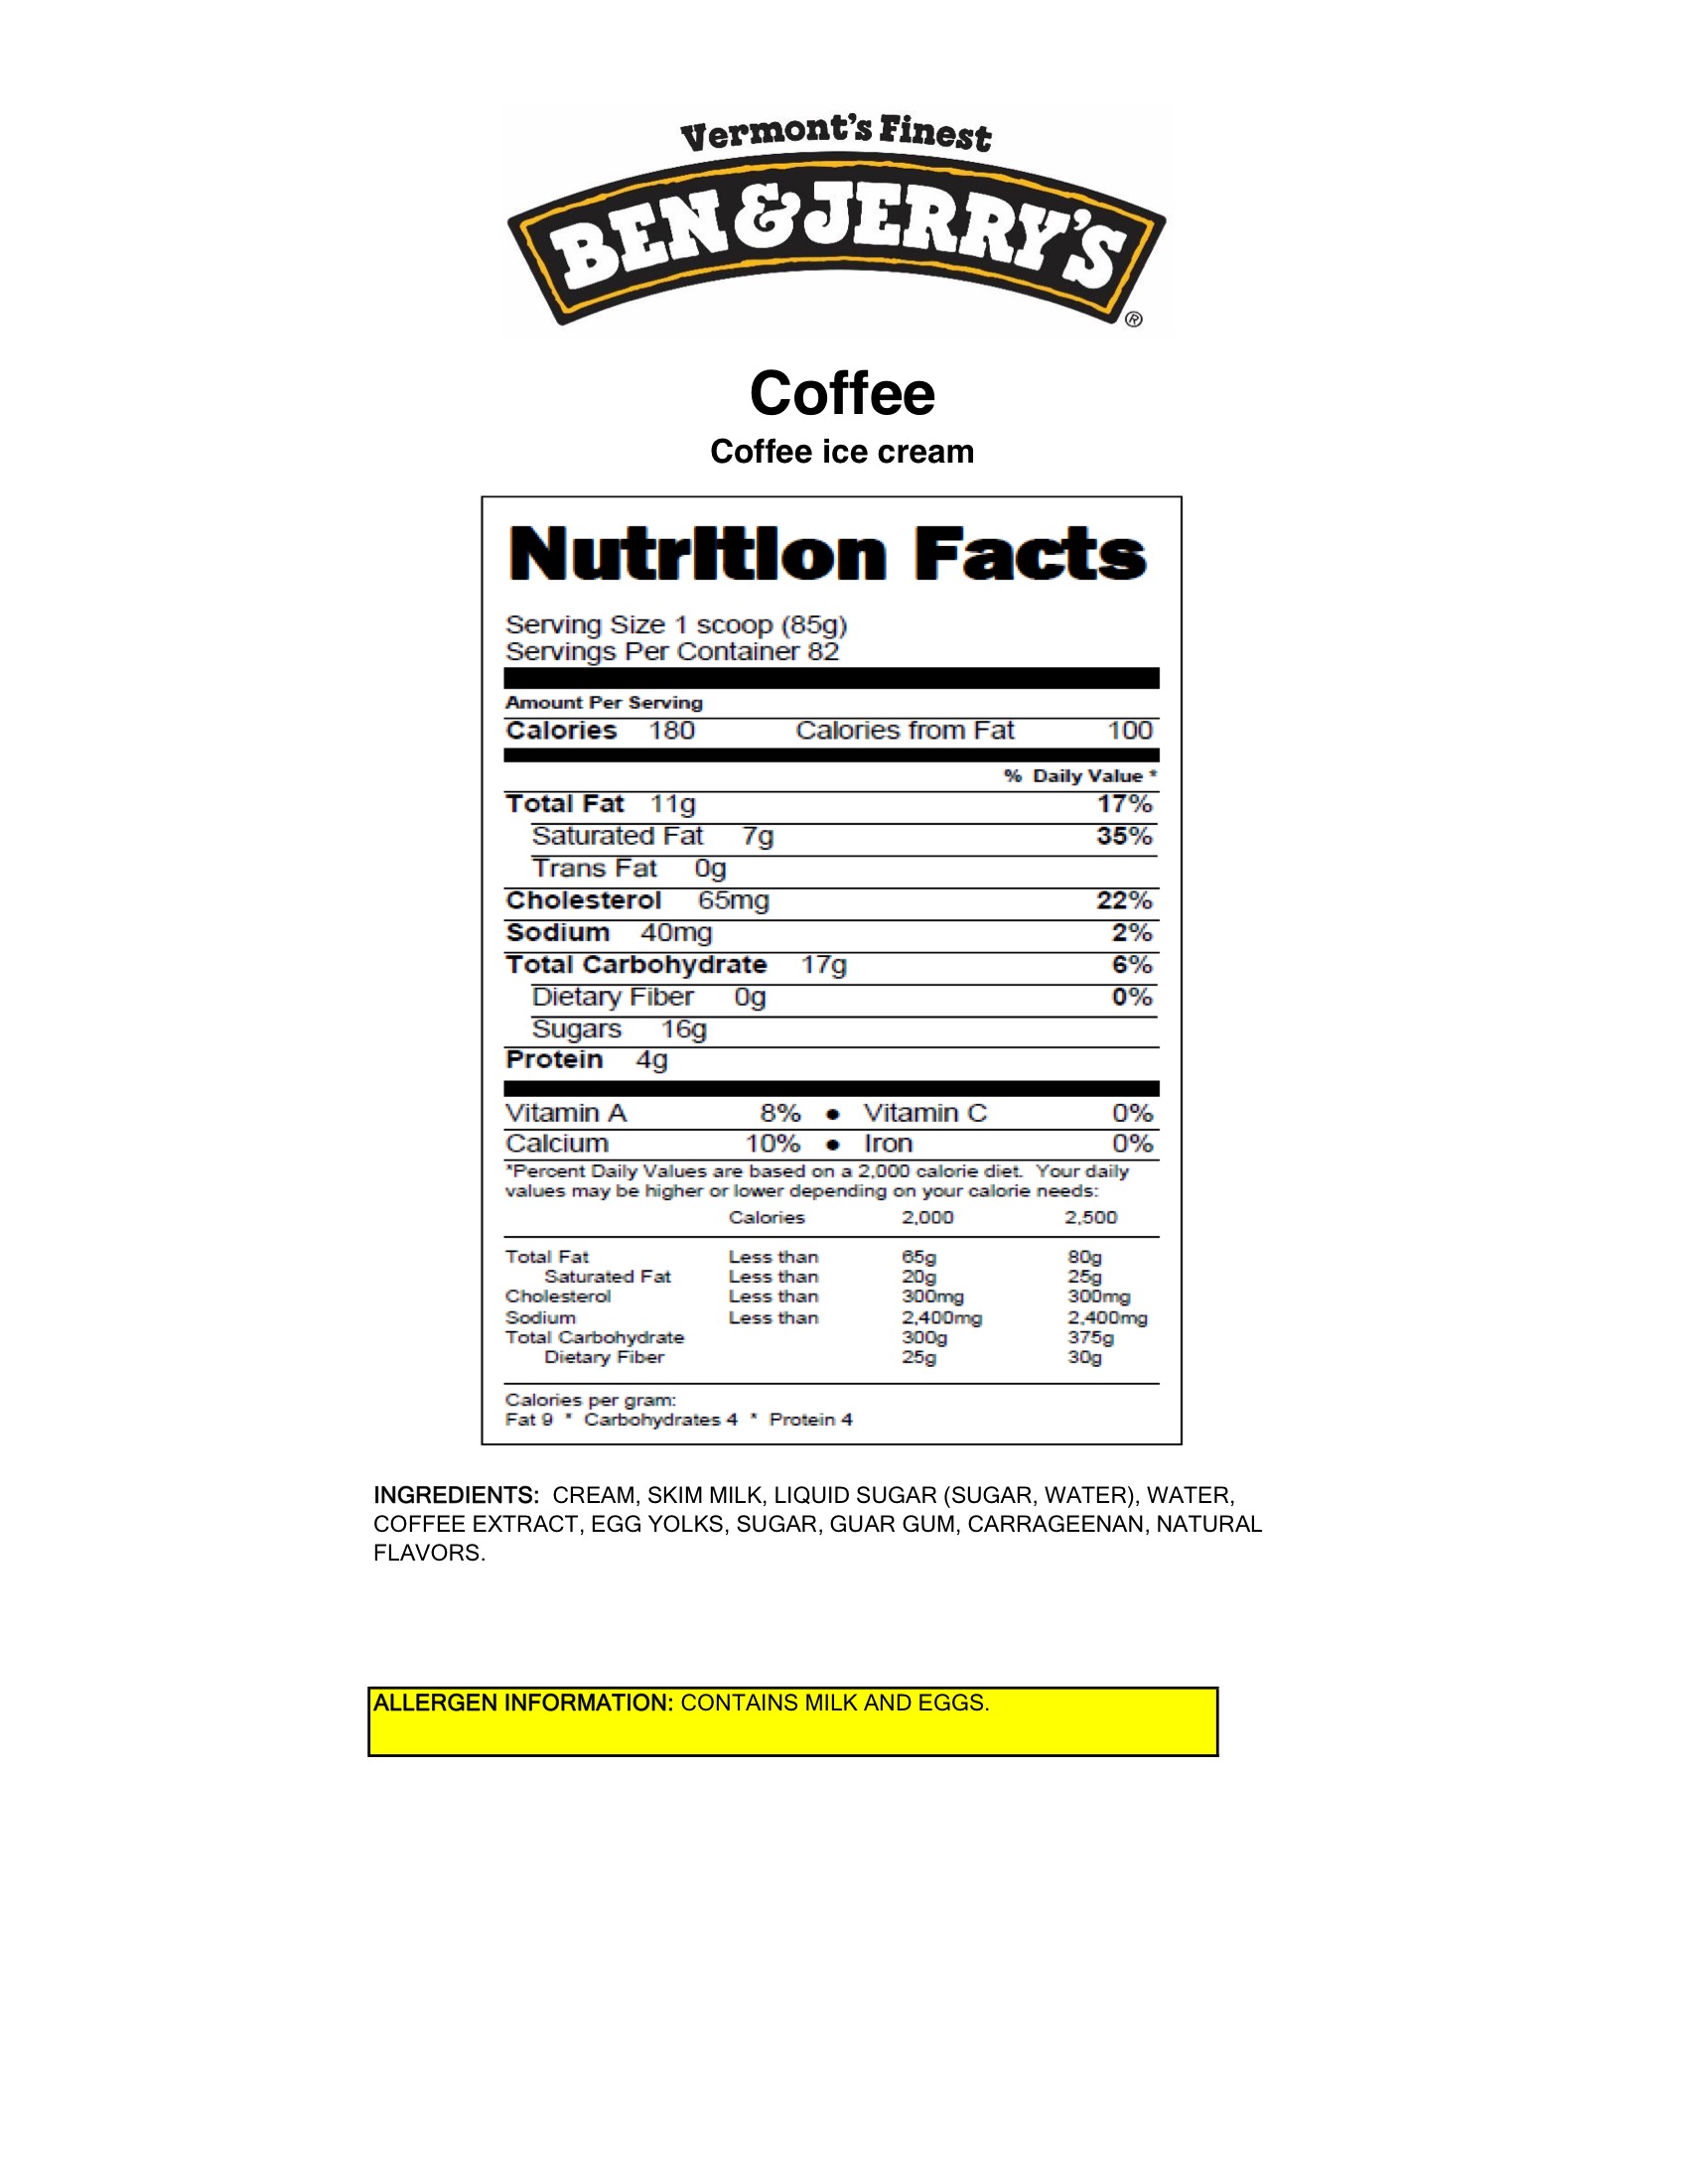 Vermont's Finest
BEN & JERRY'S
®
Coffee
Coffee ice cream
Nutrition Facts
Serving Size 1 scoop (85g)
Servings Per Container 82
Amount Per Serving
Calories 180 Calories from Fat 100
% Daily Value *
Total Fat 11g 17%
Saturated Fat 7g 35%
Trans Fat 0g
Cholesterol 65mg 22%
Sodium 40mg 2%
Total Carbohydrate 17g 6%
Dietary Fiber 0g 0%
Sugars 16g
Protein 4g
Vitamin A 8% ● Vitamin C 0%
Calcium 10% ● Iron 0%
*Percent Daily Values are based on a 2,000 calorie diet. Your daily
values may be higher or lower depending on your calorie needs:
Calories 2,000 2,500
Total Fat Less than 65g 80g
Saturated Fat Less than 20g 25g
Cholesterol Less than 300mg 300mg
Sodium Less than 2,400mg 2,400mg
Total Carbohydrate 300g 375g
Dietary Fiber 25g 30g
Calories per gram:
Fat 9 * Carbohydrates 4 * Protein 4
INGREDIENTS: CREAM, SKIM MILK, LIQUID SUGAR (SUGAR, WATER), WATER,
COFFEE EXTRACT, EGG YOLKS, SUGAR, GUAR GUM, CARRAGEENAN, NATURAL
FLAVORS.
ALLERGEN INFORMATION: CONTAINS MILK AND EGGS.